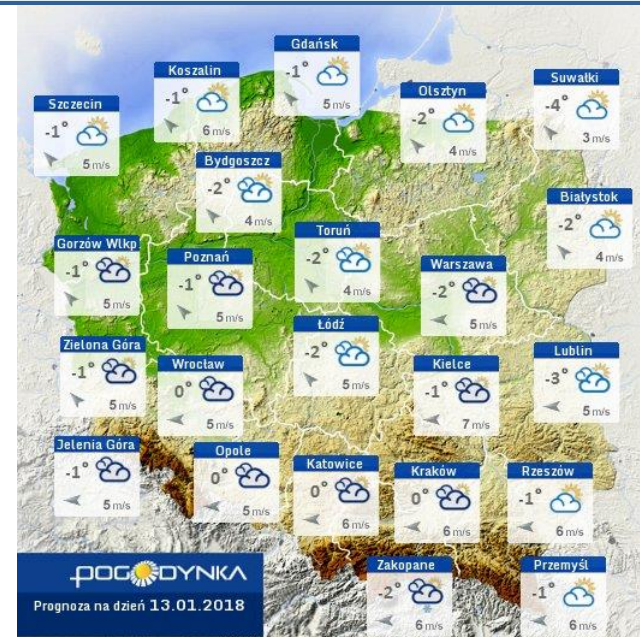 Gdańsk
-1°
5 m/s
Koszalin
-1°
6 m/s
Suwałki
-4°
3 m/s
Olsztyn
-2°
4 m/s
Szczecin
-1°
5 m/s
Bydgoszcz
-2°
4 m/s
Białystok
-2°
4 m/s
Toruń
-2°
4 m/s
Gorzów Wlkp
-1°
5 m/s
Poznań
-1°
5 m/s
Warszawa
-2°
5 m/s
Łódź
-2°
5 m/s
Zielona Góra
-1°
5 m/s
Wrocław
0°
5 m/s
Kielce
-1°
7 m/s
Lublin
-3°
5 m/s
Jelenia Góra
-1°
5 m/s
Opole
0°
5 m/s
Katowice
0°
6 m/s
Kraków
0°
6 m/s
Rzeszów
-1°
6 m/s
Zakopane
-2°
6 m/s
Przemyśl
-1°
6 m/s
POGODYNKA
Prognoza na dzień 13.01.2018